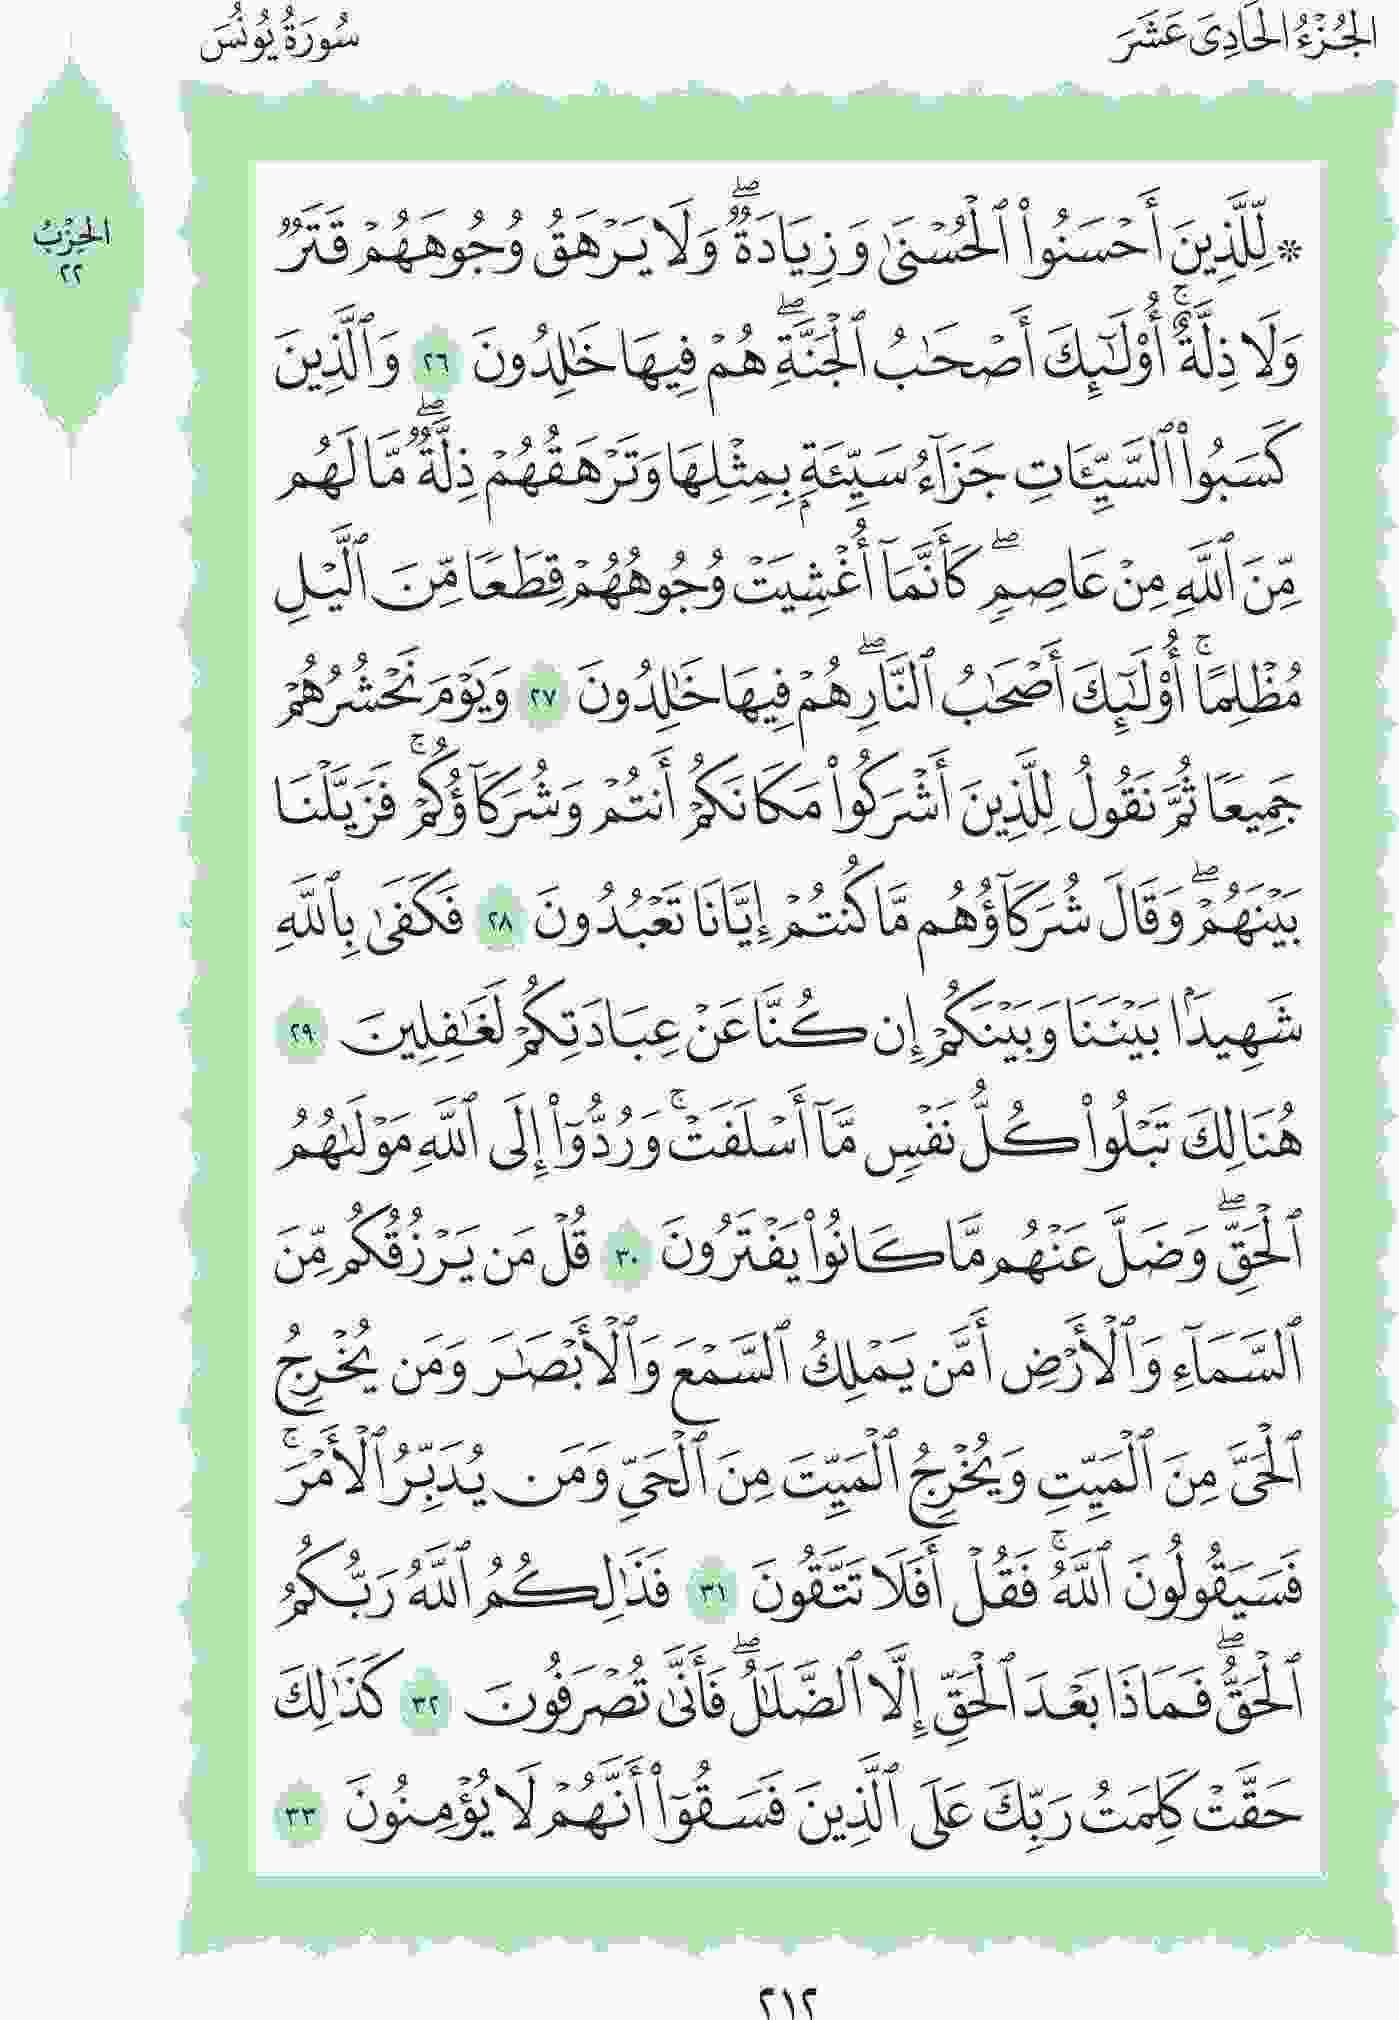 الجُزْءُ الحَادِىَ عَشَرَ
سُورَةُ يُونُسَ
الحِزْبُ
٢٢
۞ لِّلَّذِينَ أَحْسَنُوا۟ ٱلْحُسْنَىٰ وَزِيَادَةٌۭ ۖ وَلَا يَرْهَقُ وُجُوهَهُمْ قَتَرٌۭ
وَلَا ذِلَّةٌ ۚ أُو۟لَـٰٓئِكَ أَصْحَـٰبُ ٱلْجَنَّةِ ۖ هُمْ فِيهَا خَـٰلِدُونَ ٢٦ وَٱلَّذِينَ
كَسَبُوا۟ ٱلسَّيِّـَٔاتِ جَزَآءُ سَيِّئَةٍۭ بِمِثْلِهَا وَتَرْهَقُهُمْ ذِلَّةٌۭ ۖ مَّا لَهُم
مِّنَ ٱللَّهِ مِنْ عَاصِمٍۢ ۖ كَأَنَّمَآ أُغْشِيَتْ وُجُوهُهُمْ قِطَعًۭا مِّنَ ٱلَّيْلِ
مُظْلِمًا ۚ أُو۟لَـٰٓئِكَ أَصْحَـٰبُ ٱلنَّارِ ۖ هُمْ فِيهَا خَـٰلِدُونَ ٢٧ وَيَوْمَ نَحْشُرُهُمْ
جَمِيعًۭا ثُمَّ نَقُولُ لِلَّذِينَ أَشْرَكُوا۟ مَكَانَكُمْ أَنتُمْ وَشُرَكَآؤُكُمْ ۚ فَزَيَّلْنَا
بَيْنَهُمْ ۖ وَقَالَ شُرَكَآؤُهُم مَّا كُنتُمْ إِيَّانَا تَعْبُدُونَ ٢٨ فَكَفَىٰ بِٱللَّهِ
شَهِيدًۢا بَيْنَنَا وَبَيْنَكُمْ إِن كُنَّا عَنْ عِبَادَتِكُمْ لَغَـٰفِلِينَ ٢٩
هُنَالِكَ تَبْلُوا۟ كُلُّ نَفْسٍۢ مَّآ أَسْلَفَتْ ۚ وَرُدُّوٓا۟ إِلَى ٱللَّهِ مَوْلَىٰهُمُ
ٱلْحَقِّ ۖ وَضَلَّ عَنْهُم مَّا كَانُوا۟ يَفْتَرُونَ ٣٠ قُلْ مَن يَرْزُقُكُم مِّنَ
ٱلسَّمَآءِ وَٱلْأَرْضِ أَمَّن يَمْلِكُ ٱلسَّمْعَ وَٱلْأَبْصَـٰرَ وَمَن يُخْرِجُ
ٱلْحَىَّ مِنَ ٱلْمَيِّتِ وَيُخْرِجُ ٱلْمَيِّتَ مِنَ ٱلْحَىِّ وَمَن يُدَبِّرُ ٱلْأَمْرَ ۚ
فَسَيَقُولُونَ ٱللَّهُ ۚ فَقُلْ أَفَلَا تَتَّقُونَ ٣١ فَذَٰلِكُمُ ٱللَّهُ رَبُّكُمُ
ٱلْحَقُّ ۖ فَمَاذَا بَعْدَ ٱلْحَقِّ إِلَّا ٱلضَّلَـٰلُ ۖ فَأَنَّىٰ تُصْرَفُونَ ٣٢ كَذَٰلِكَ
حَقَّتْ كَلِمَتُ رَبِّكَ عَلَى ٱلَّذِينَ فَسَقُوٓا۟ أَنَّهُمْ لَا يُؤْمِنُونَ ٣٣
٢١٢